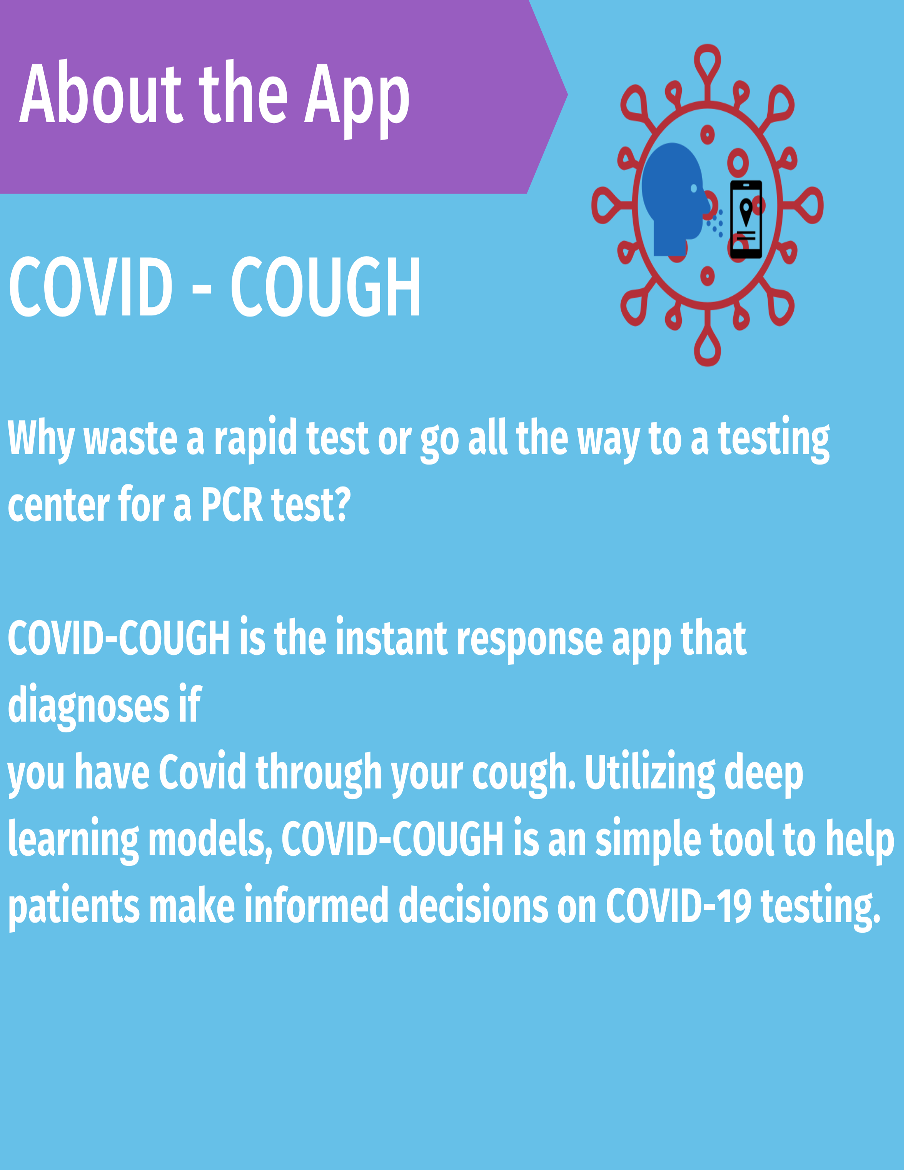 About the App
COVID - COUGH
Why waste a rapid test or go all the way to a testing
center for a PCR test?
COVID-COUGH is the instant response app that
diagnoses if
you have Covid through your cough. Utilizing deep
learning models, COVID-COUGH is an simple tool to help
patients make informed decisions on COVID-19 testing.